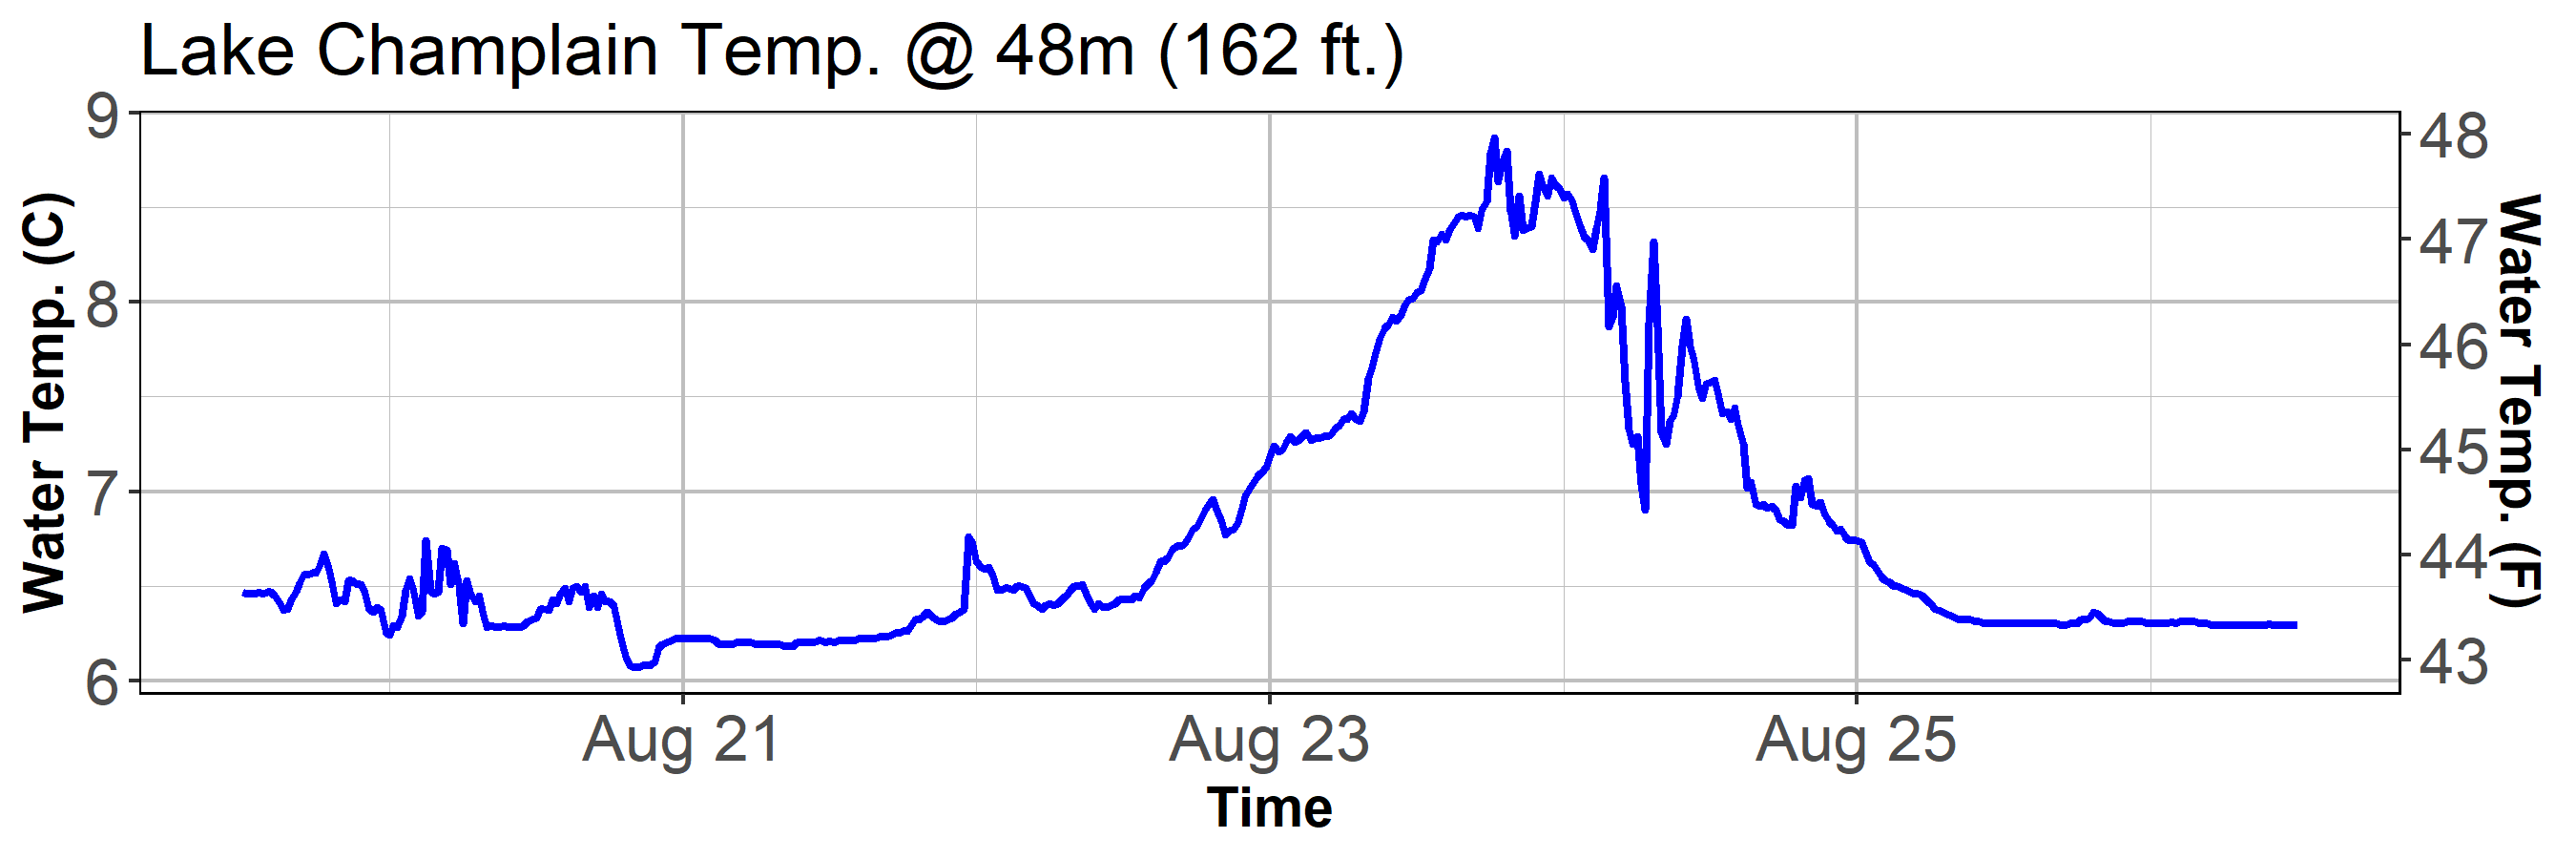 Lake Champlain Temp. @ 48m (162 ft.)
Water Temp. (C)
9
8
7
6
48
47
46
45
44
43
Water Temp. (F)
Aug 21 Aug 23 Aug 25
Time